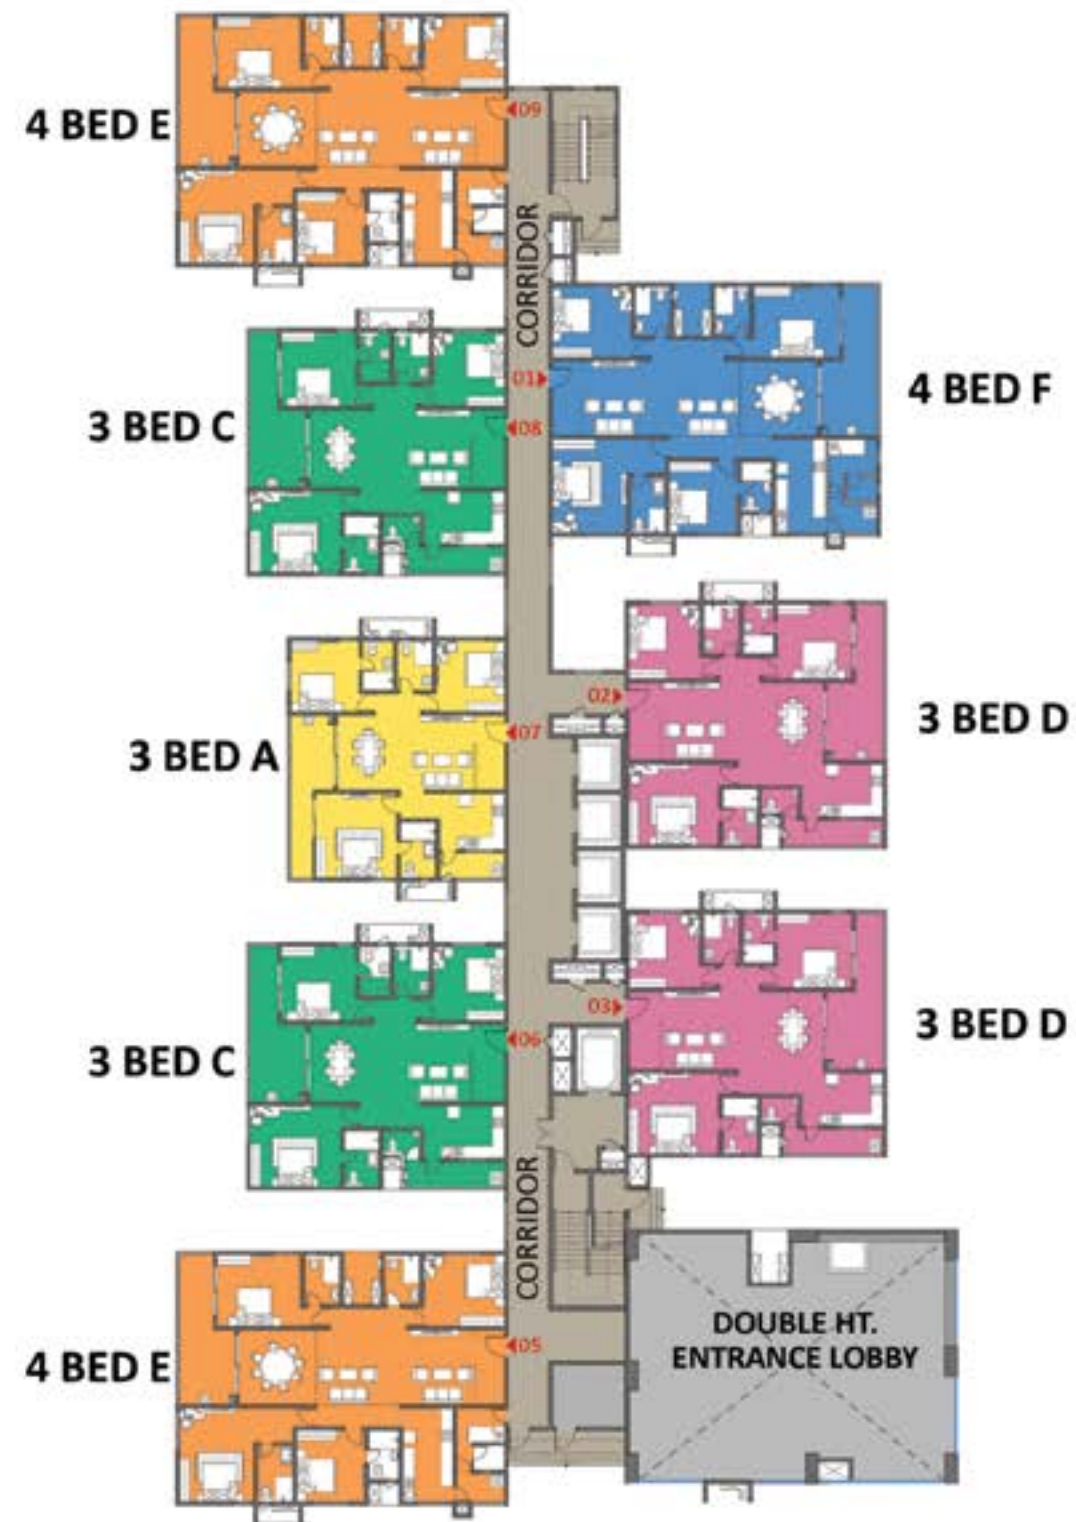 4 BED E
09
CORRIDOR
01
4 BED F
3 BED C
08
02
3 BED D
07
3 BED A
03
3 BED D
06
3 BED C
CORRIDOR
DOUBLE HT.
ENTRANCE LOBBY
05
4 BED E